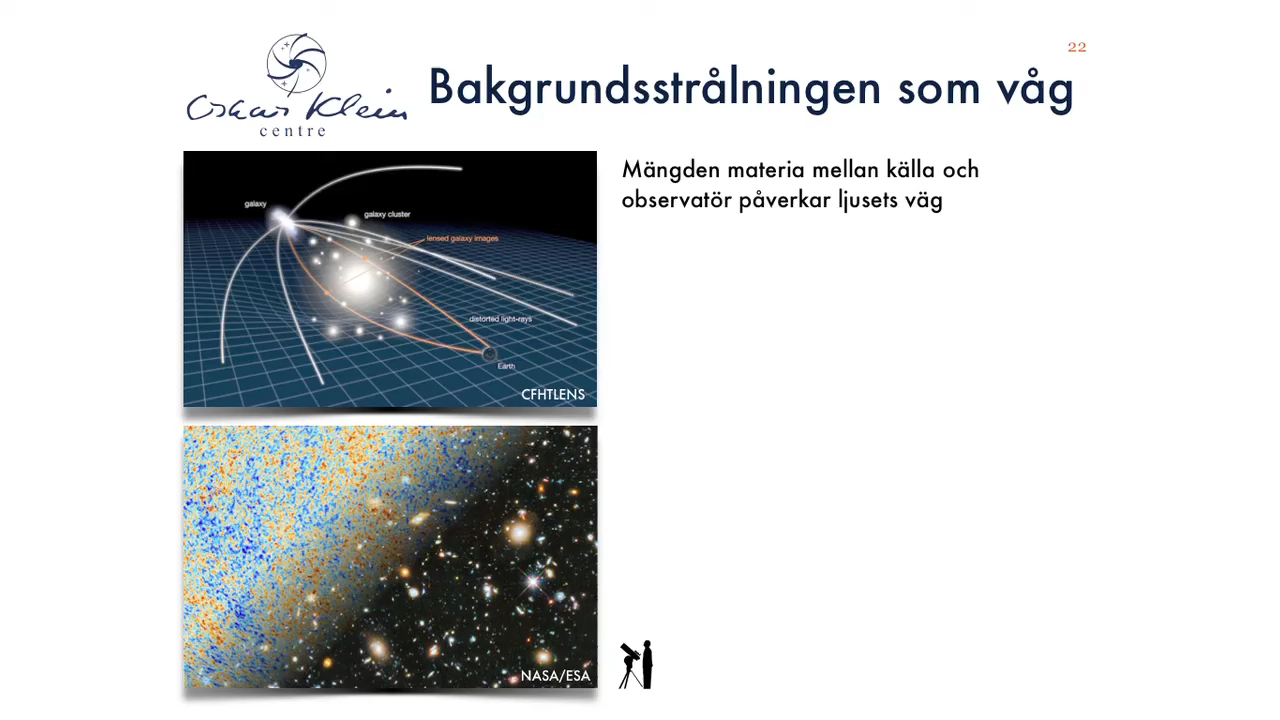 22
Oskar Klein
centre
Bakgrundsstrålningen som våg
galaxy
galaxy cluster
lensed galaxy images
distorted light-rays
Earth
CFHTLENS
Mängden materia mellan källa och
observatör påverkar ljusets väg
NASA/ESA